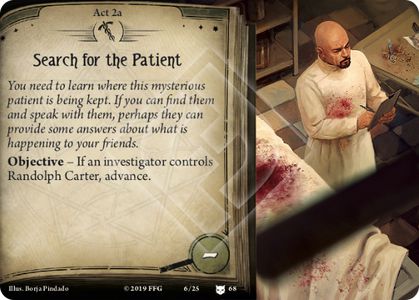 Act 2a
Search for the Patient
You need to learn where this mysterious
patient is being kept. If you can find them
and speak with them, perhaps they can
provide some answers about what is
happening to your friends.
Objective – If an investigator controls
Randolph Carter, advance.
–
Illus. Borja Pindado
© 2019 FFG
6/25
68